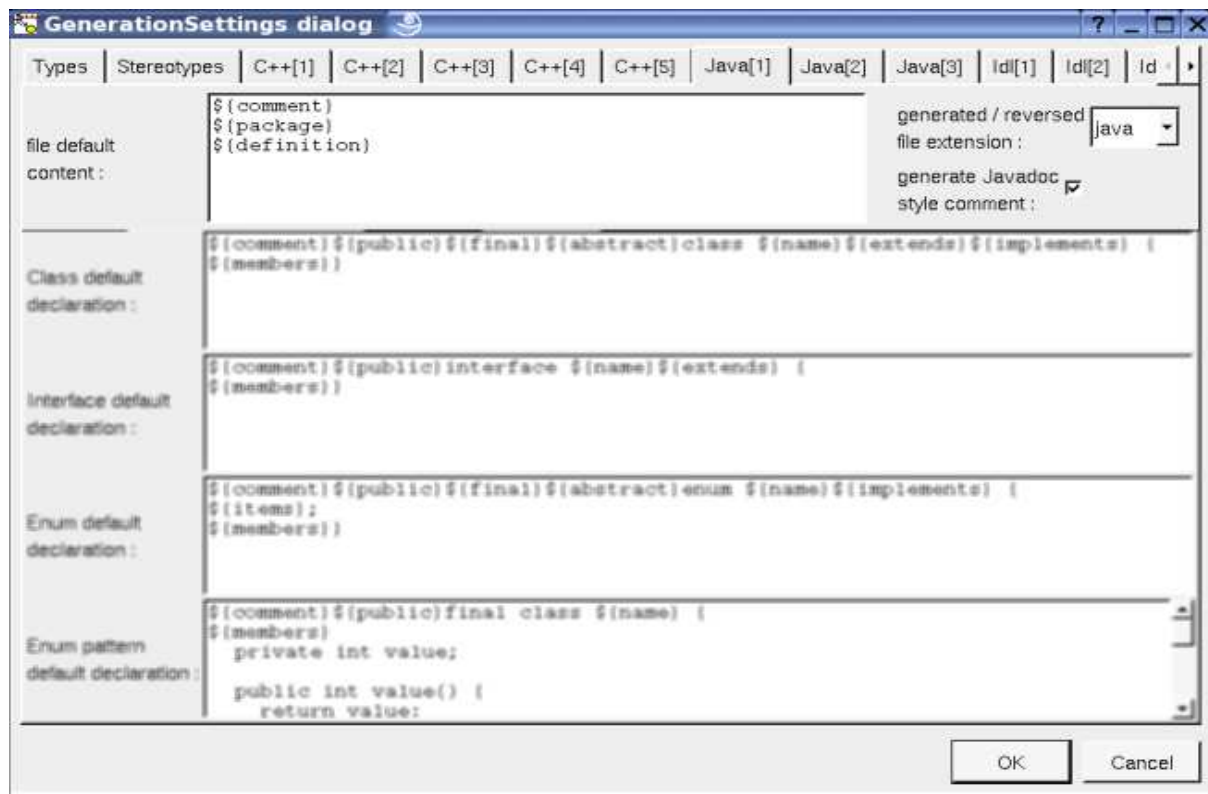 GenerationSettings dialog
Types Stereotypes C++[1] C++[2] C++[3] C++[4] C++[5] Java[1] Java[2] Java[3] Idl[1] Idl[2] Id
file default
content :
${comment}
${package}
${definition}
generated / reversed
file extension :
java
generate Javadoc
style comment :
Class default
declaration :
${comment}${public}${final}${abstract}class ${name}${extends}${implements} {
${members}}
Interface default
declaration :
${comment}${public}interface ${name}${extends} {
${members}}
Enum default
declaration :
${comment}${public}${final}${abstract}enum ${name}${implements} {
${items};
${members}}
Enum pattern
default declaration :
${comment}${public}final class ${name} {
${members}
private int value;
public int value() {
return value;
OK Cancel